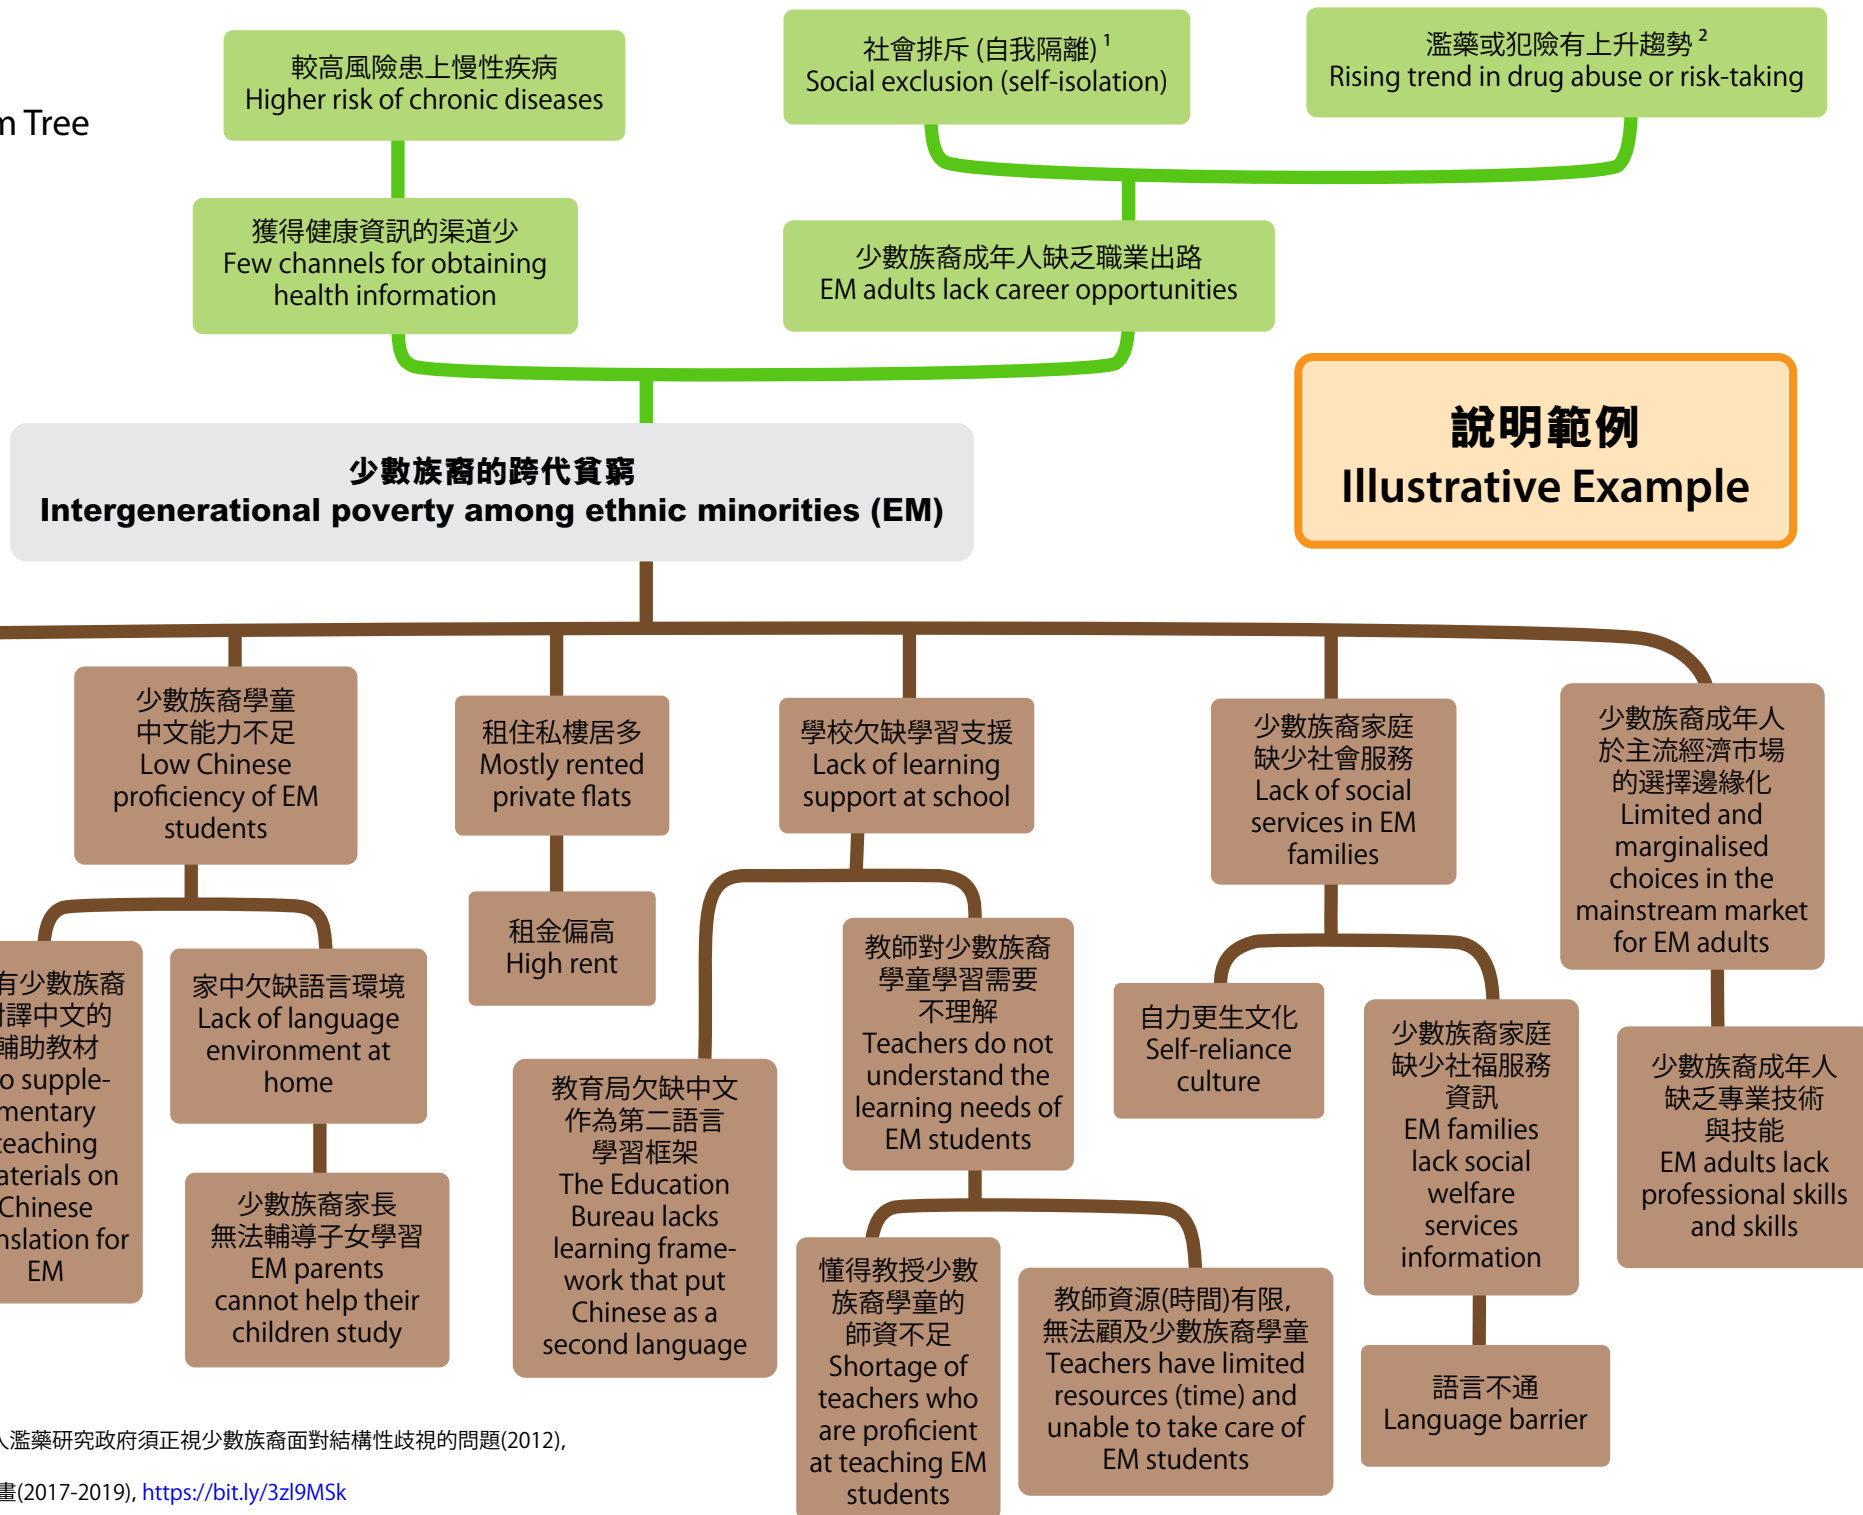 Tree
較高風險患上慢性疾病
Higher risk of chronic diseases
社會排斥 (自我隔離) ¹
Social exclusion (self-isolation)
濫藥或犯險有上升趨勢 ²
Rising trend in drug abuse or risk-taking
獲得健康資訊的渠道少
Few channels for obtaining
health information
少數族裔成年人缺乏職業出路
EM adults lack career opportunities
說明範例
Illustrative Example
少數族裔的跨代貧窮
Intergenerational poverty among ethnic minorities (EM)
少數族裔學童
中文能力不足
Low Chinese
proficiency of EM
students
租住私樓居多
Mostly rented
private flats
學校欠缺學習支援
Lack of learning
support at school
少數族裔家庭
缺少社會服務
Lack of social
services in EM
families
少數族裔成年人
於主流經濟市場
的選擇邊緣化
Limited and
marginalised
choices in the
mainstream market
for EM adults
有少數族裔
譯中文的
輔助教材
supple-
mentary
teaching
on
Chinese
for
EM
家中欠缺語言環境
Lack of language
environment at
home
少數族裔家長
無法輔導子女學習
EM parents
cannot help their
children study
租金偏高
High rent
教育局欠缺中文
作為第二語言
學習框架
The Education
Bureau lacks
learning frame-
work that put
Chinese as a
second language
教師對少數族裔
學童學習需要
不理解
Teachers do not
understand the
learning needs of
EM students
懂得教授少數
族裔學童的
師資不足
Shortage of
teachers who
are proficient
at teaching EM
students
教師資源(時間)有限,
無法顧及少數族裔學童
Teachers have limited
resources (time) and
unable to take care of
EM students
自力更生文化
Self-reliance
culture
少數族裔家庭
缺少社福服務
資訊
EM families
lack social
welfare
services
information
語言不通
Language barrier
少數族裔成年人
缺乏專業技術
與技能
EM adults lack
professional skills
and skills
濫藥研究政府須正視少數族裔面對結構性歧視的問題(2012),
畫(2017-2019), https://bit.ly/3zl9MSk